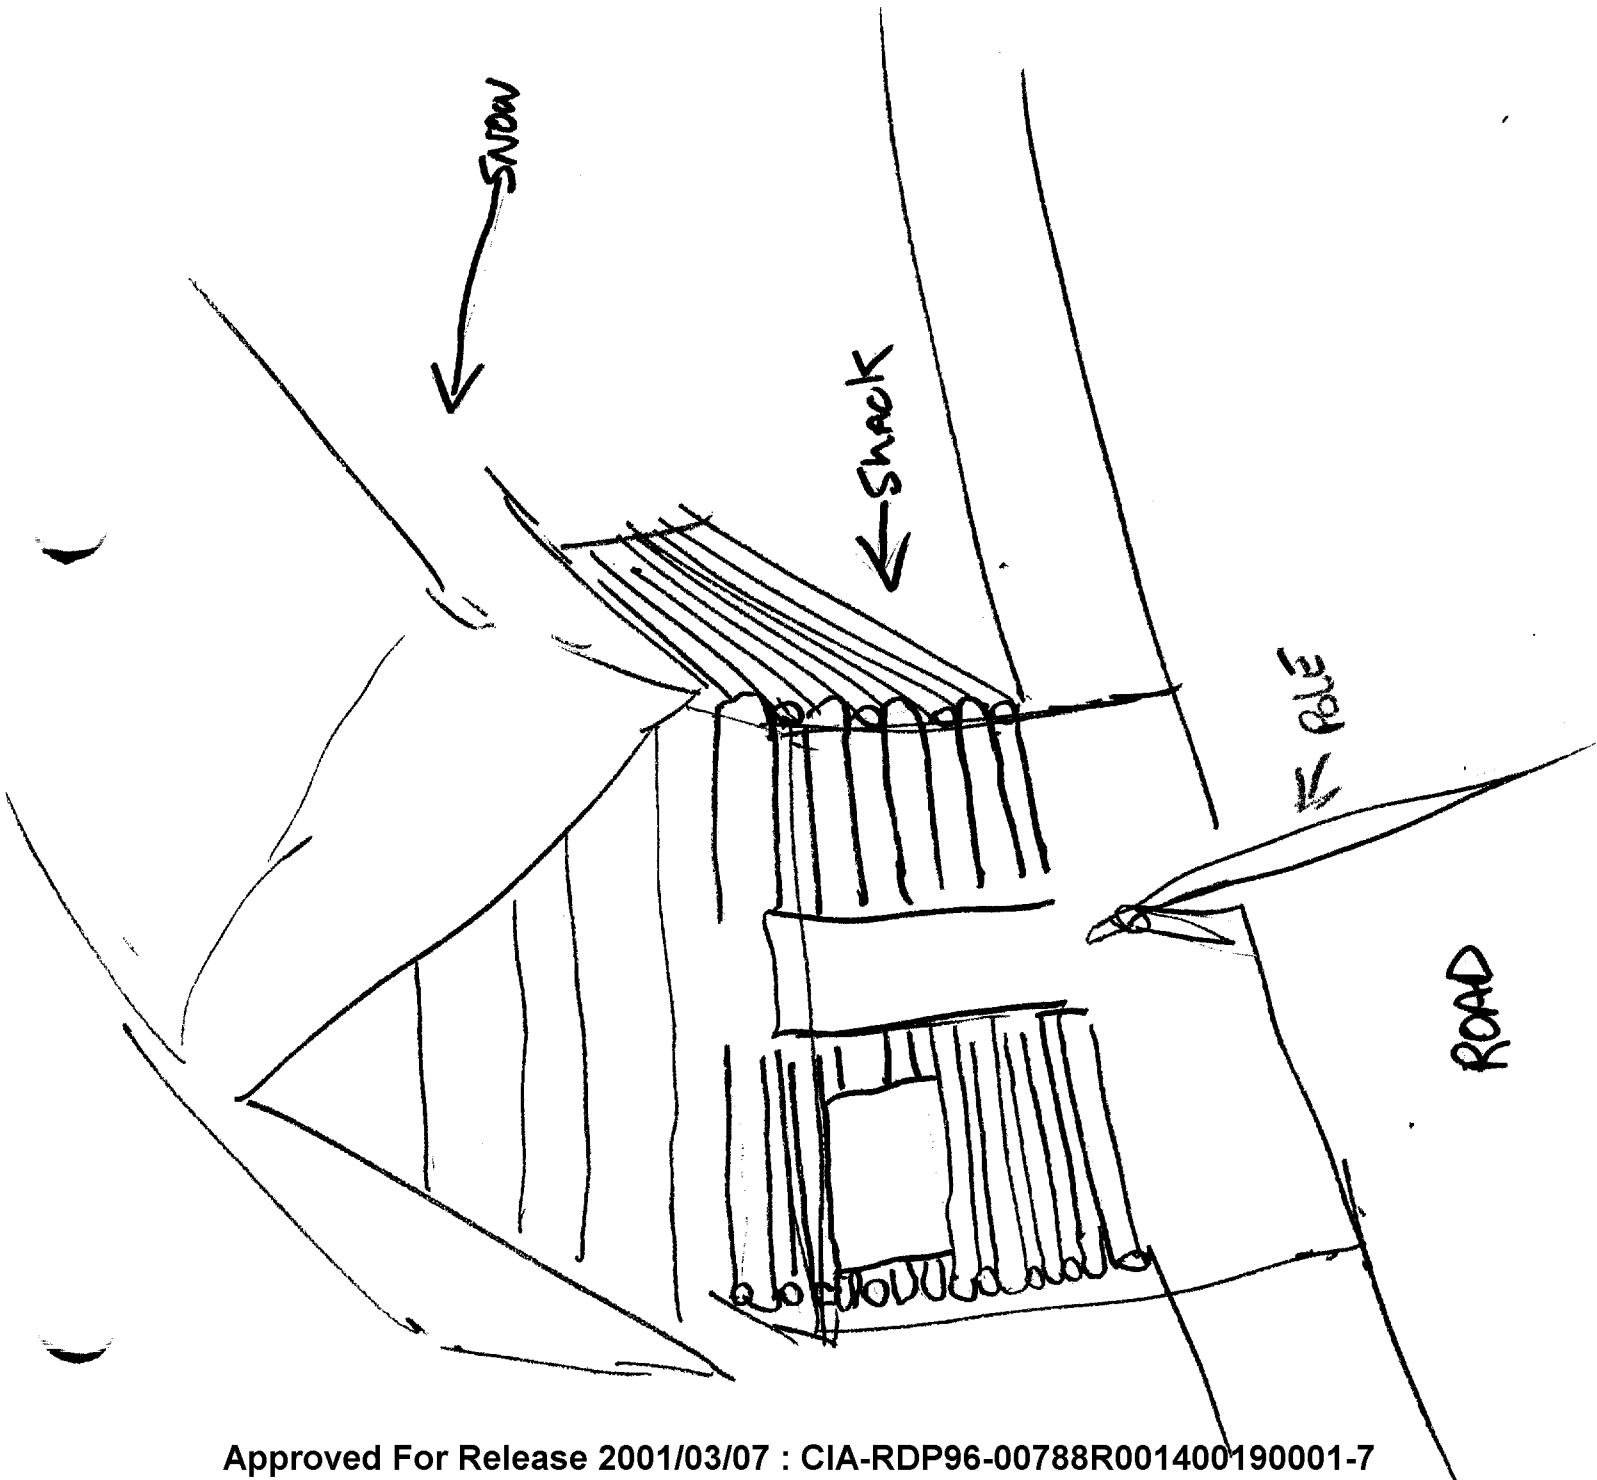 Snow
Shack
Pole
ROAD
Approved For Release 2001/03/07 : CIA-RDP96-00788R001400190001-7